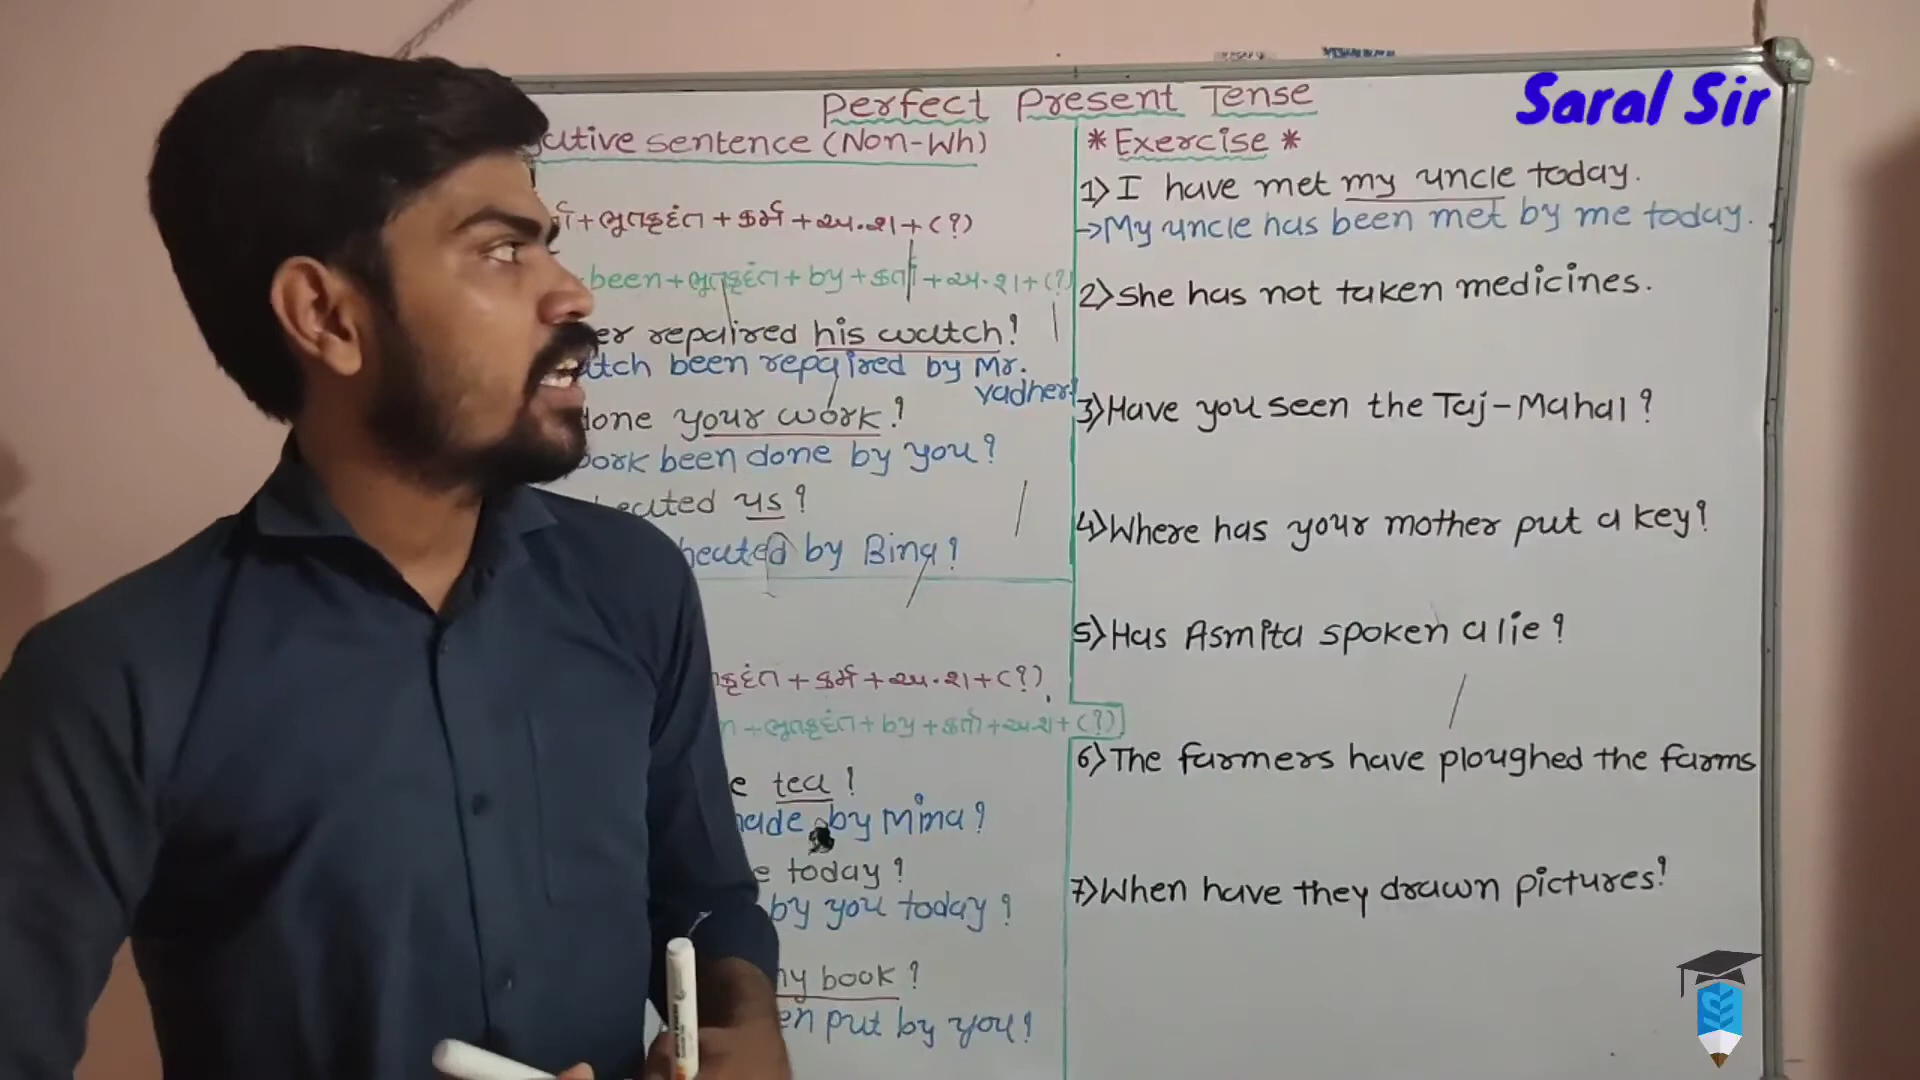 Perfect Present Tense
Saral Sir
ative sentence (Non-Wh)
+ ભૂતકૃદંત + કર્મ + અ.શ + (?)
been + ભૂતકૃદંત + by + કર્તા + અ.શ + (?)
er repaired his watch?
atch been repaired by Mr.
vadher?
done your work?
work been done by you?
heated us?
heated by Bina?
કૃદંત + કર્મ + અ.શ + (?)
n + ભૂતકૃદંત + by + કર્તા + અ.શ + (?)
e tea?
made by Mina?
e today?
by you today?
my book?
en put by you?
* Exercise *
1) I have met my uncle today.
→ My uncle has been met by me today.
2) She has not taken medicines.
3) Have you seen the Taj-Mahal?
4) Where has your mother put a key?
5) Has Asmita spoken a lie?
6) The farmers have ploughed the farms
7) When have they drawn pictures?